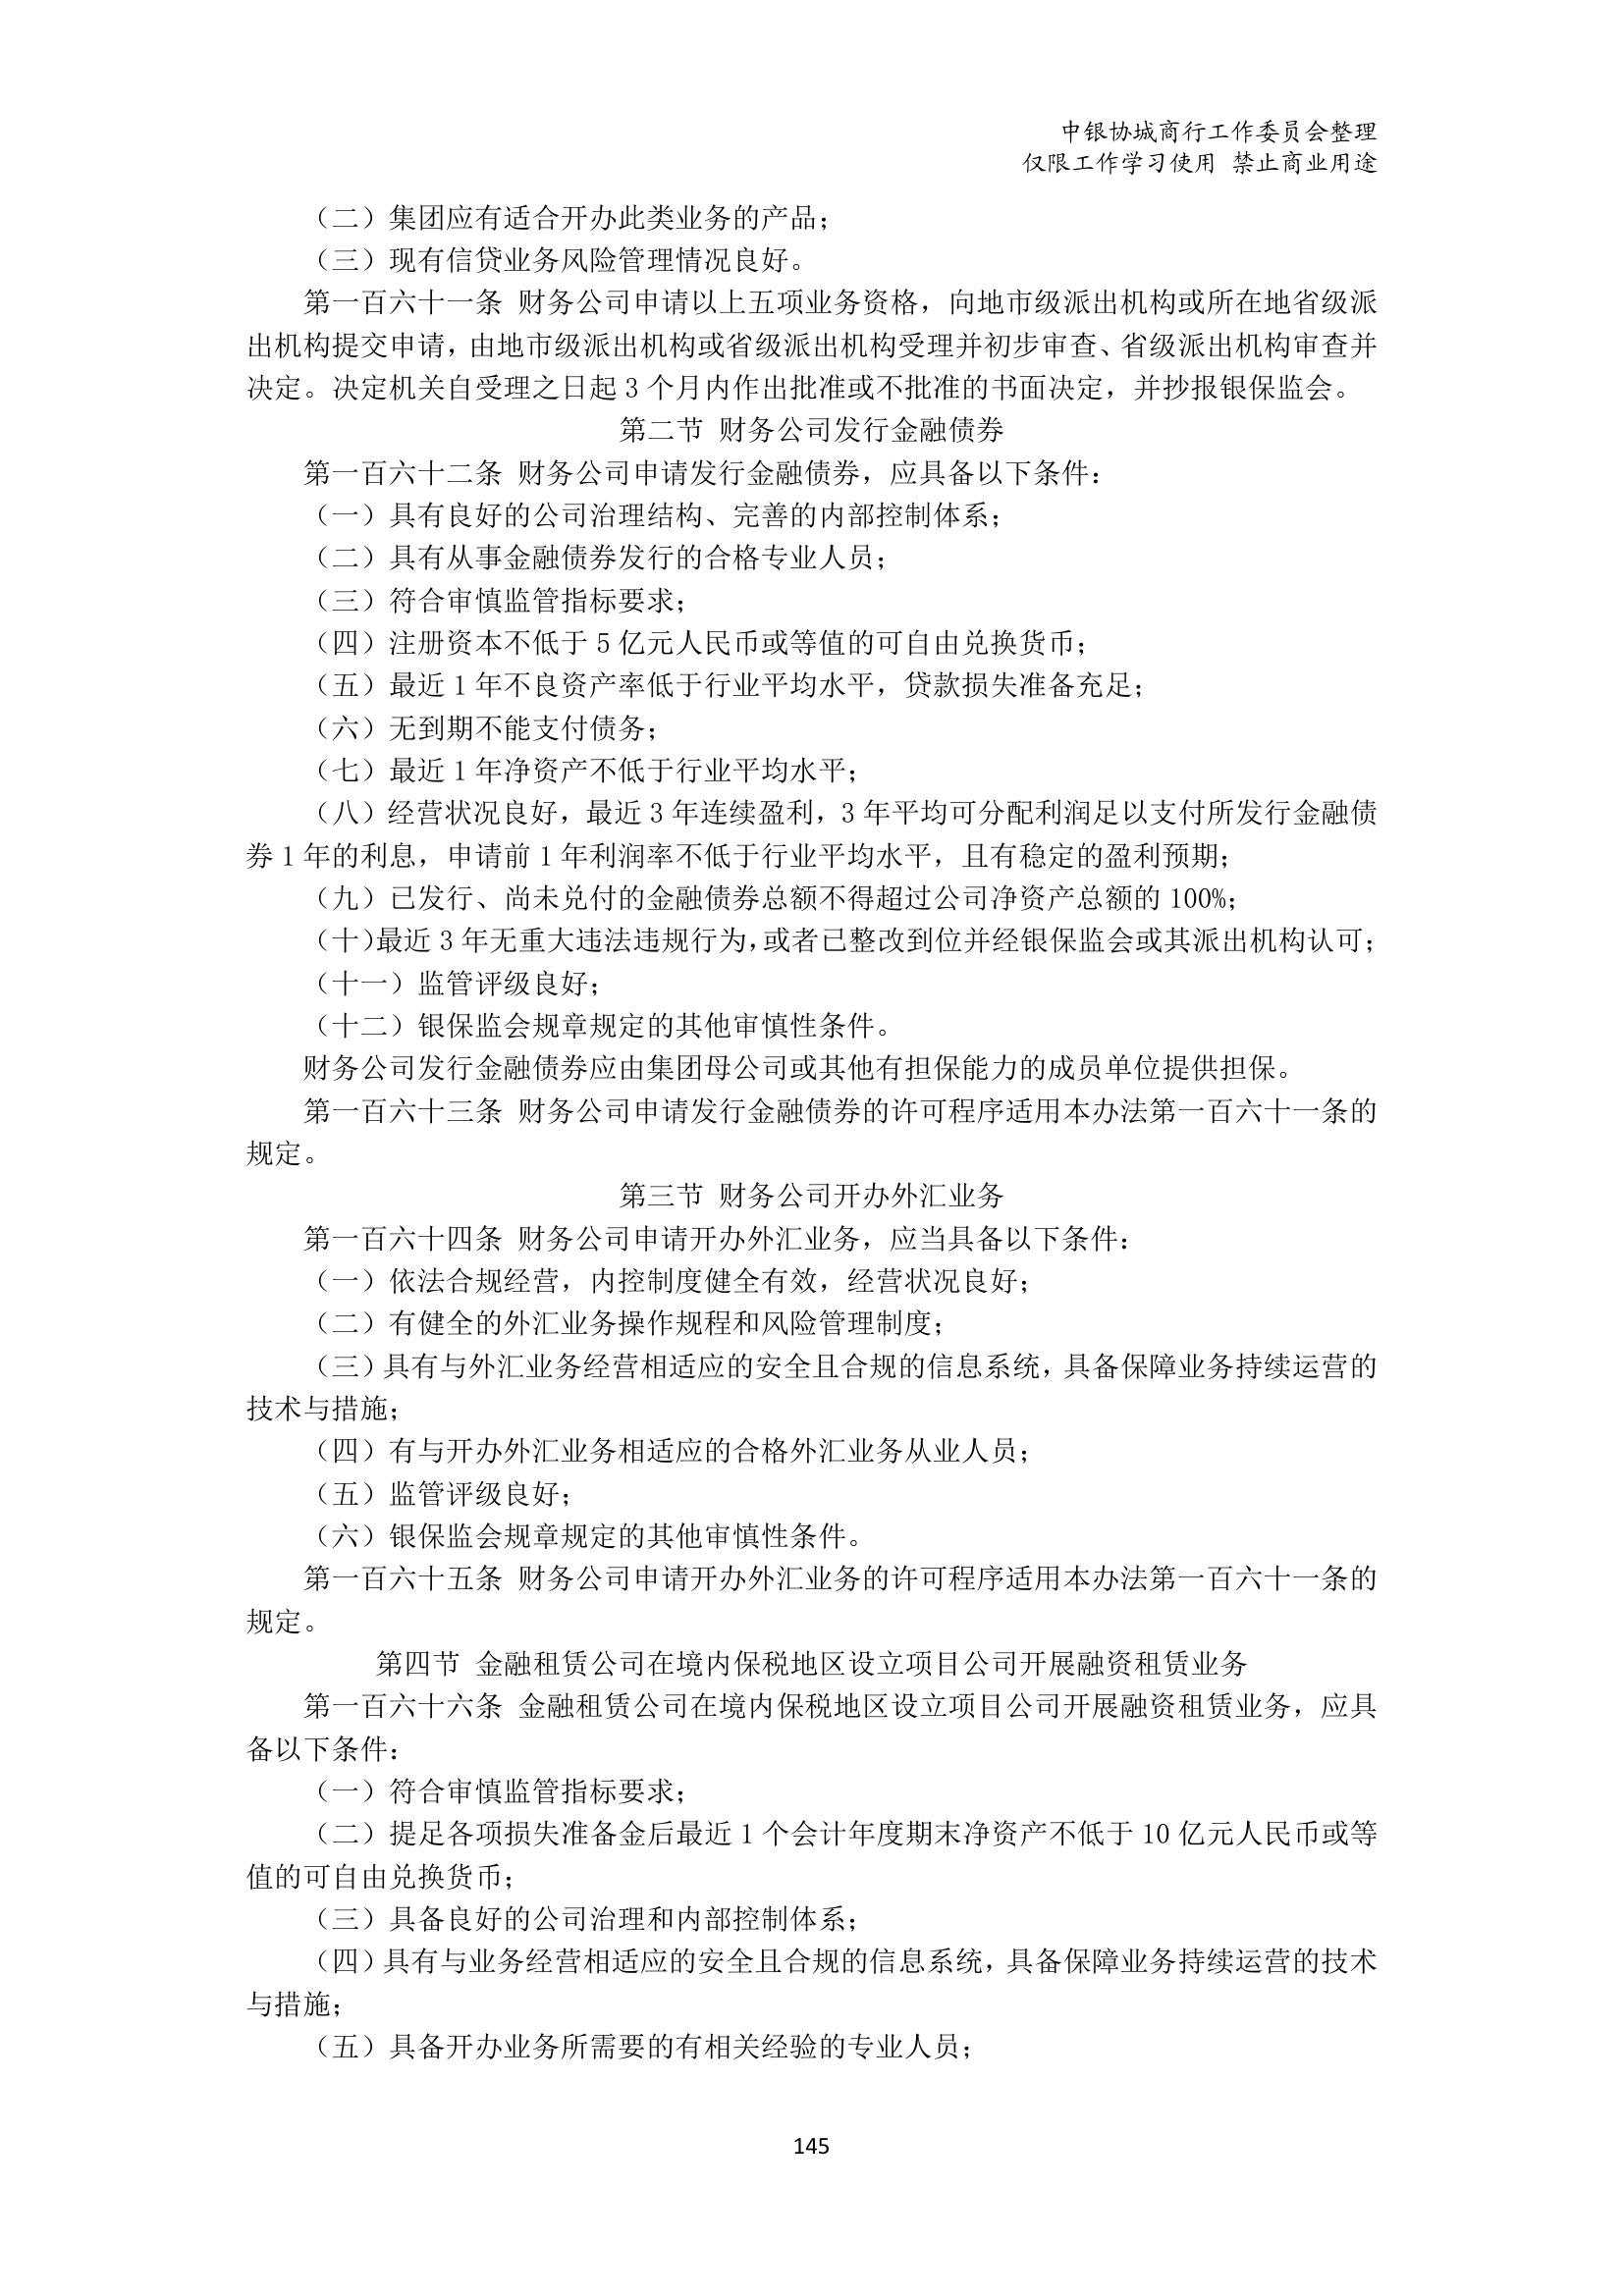 中银协城商行工作委员会整理
仅限工作学习使用 禁止商业用途
（二）集团应有适合开办此类业务的产品；
（三）现有信贷业务风险管理情况良好。
第一百六十一条 财务公司申请以上五项业务资格，向地市级派出机构或所在地省级派
出机构提交申请，由地市级派出机构或省级派出机构受理并初步审查、省级派出机构审查并
决定。决定机关自受理之日起 3 个月内作出批准或不批准的书面决定，并抄报银保监会。
第二节 财务公司发行金融债券
第一百六十二条 财务公司申请发行金融债券，应具备以下条件：
（一）具有良好的公司治理结构、完善的内部控制体系；
（二）具有从事金融债券发行的合格专业人员；
（三）符合审慎监管指标要求；
（四）注册资本不低于 5 亿元人民币或等值的可自由兑换货币；
（五）最近 1 年不良资产率低于行业平均水平，贷款损失准备充足；
（六）无到期不能支付债务；
（七）最近 1 年净资产不低于行业平均水平；
（八）经营状况良好，最近 3 年连续盈利，3 年平均可分配利润足以支付所发行金融债
券 1 年的利息，申请前 1 年利润率不低于行业平均水平，且有稳定的盈利预期；
（九）已发行、尚未兑付的金融债券总额不得超过公司净资产总额的 100%；
（十）最近 3 年无重大违法违规行为，或者已整改到位并经银保监会或其派出机构认可；
（十一）监管评级良好；
（十二）银保监会规章规定的其他审慎性条件。
财务公司发行金融债券应由集团母公司或其他有担保能力的成员单位提供担保。
第一百六十三条 财务公司申请发行金融债券的许可程序适用本办法第一百六十一条的
规定。
第三节 财务公司开办外汇业务
第一百六十四条 财务公司申请开办外汇业务，应当具备以下条件：
（一）依法合规经营，内控制度健全有效，经营状况良好；
（二）有健全的外汇业务操作规程和风险管理制度；
（三）具有与外汇业务经营相适应的安全且合规的信息系统，具备保障业务持续运营的
技术与措施；
（四）有与开办外汇业务相适应的合格外汇业务从业人员；
（五）监管评级良好；
（六）银保监会规章规定的其他审慎性条件。
第一百六十五条 财务公司申请开办外汇业务的许可程序适用本办法第一百六十一条的
规定。
第四节 金融租赁公司在境内保税地区设立项目公司开展融资租赁业务
第一百六十六条 金融租赁公司在境内保税地区设立项目公司开展融资租赁业务，应具
备以下条件：
（一）符合审慎监管指标要求；
（二）提足各项损失准备金后最近 1 个会计年度期末净资产不低于 10 亿元人民币或等
值的可自由兑换货币；
（三）具备良好的公司治理和内部控制体系；
（四）具有与业务经营相适应的安全且合规的信息系统，具备保障业务持续运营的技术
与措施；
（五）具备开办业务所需要的有相关经验的专业人员；
145